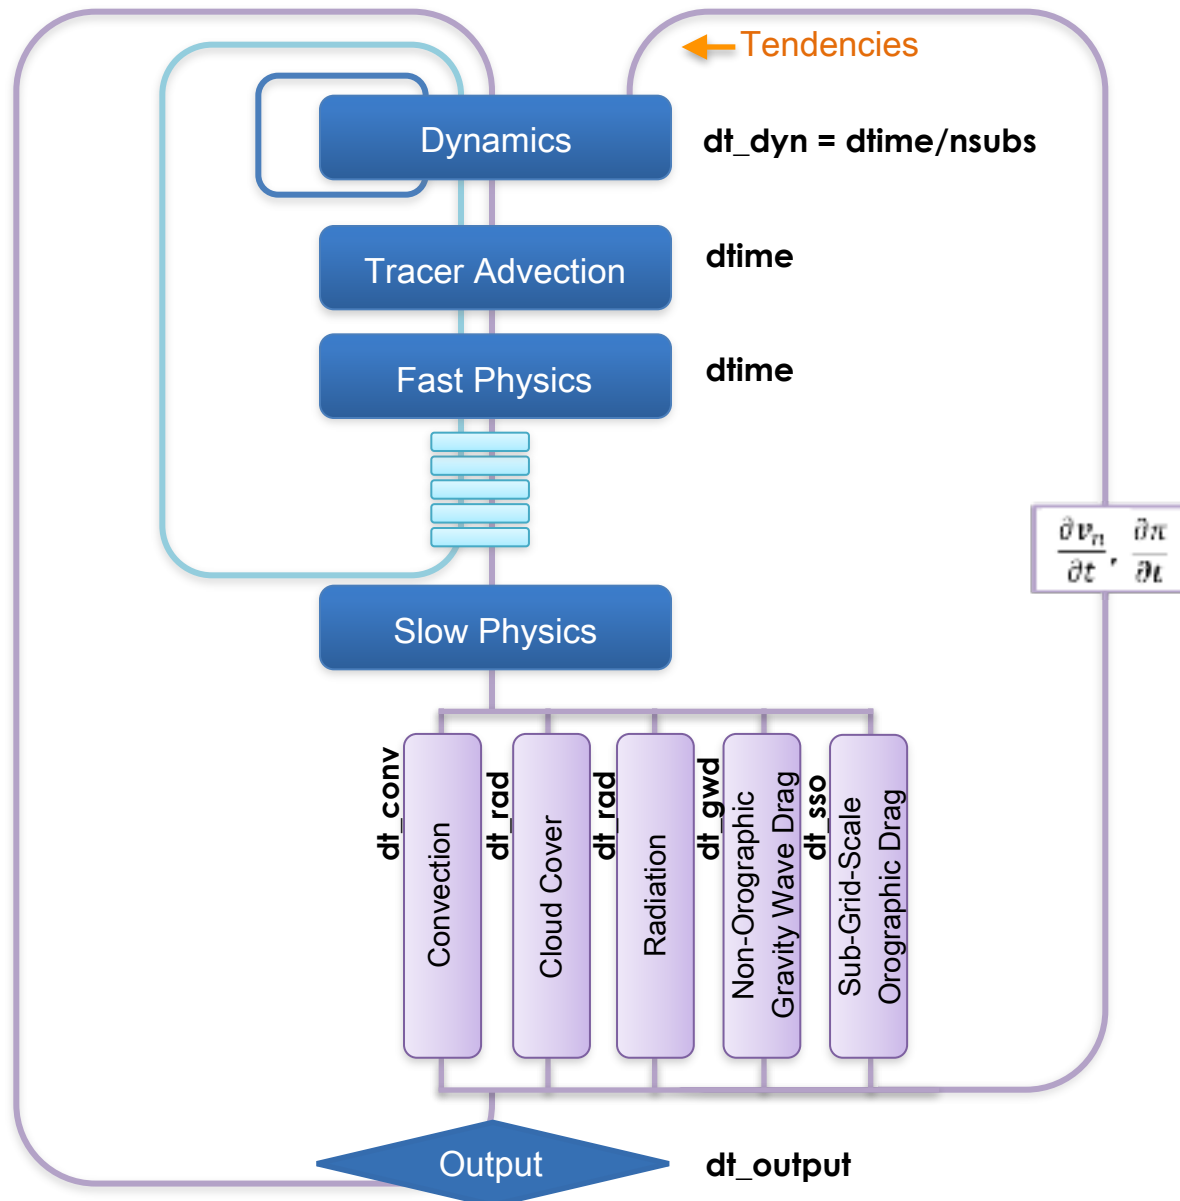 Tendencies
Dynamics
dt_dyn = dtime/nsubs
Tracer Advection
dtime
Fast Physics
dtime
∂v_n/∂t, ∂π/∂t
Slow Physics
dt_conv
Convection
dt_rad
Cloud Cover
dt_rad
Radiation
dt_gwd
Non-Orographic
Gravity Wave Drag
dt_sso
Sub-Grid-Scale
Orographic Drag
Output
dt_output